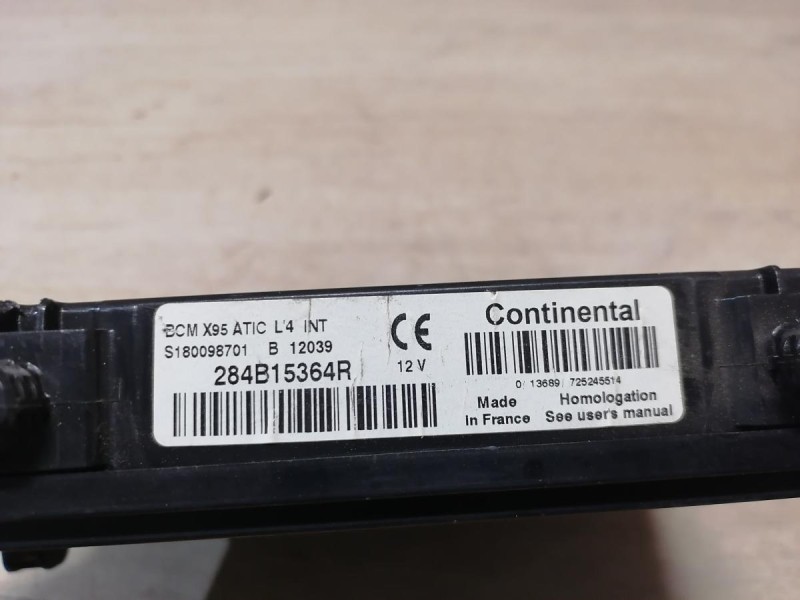 BCM X95 ATIC L'4 INT
S180098701 B 12039
284B15364R
CE
12 V
Continental
0/ 13689/ 725245514
Made
In France
Homologation
See user's manual